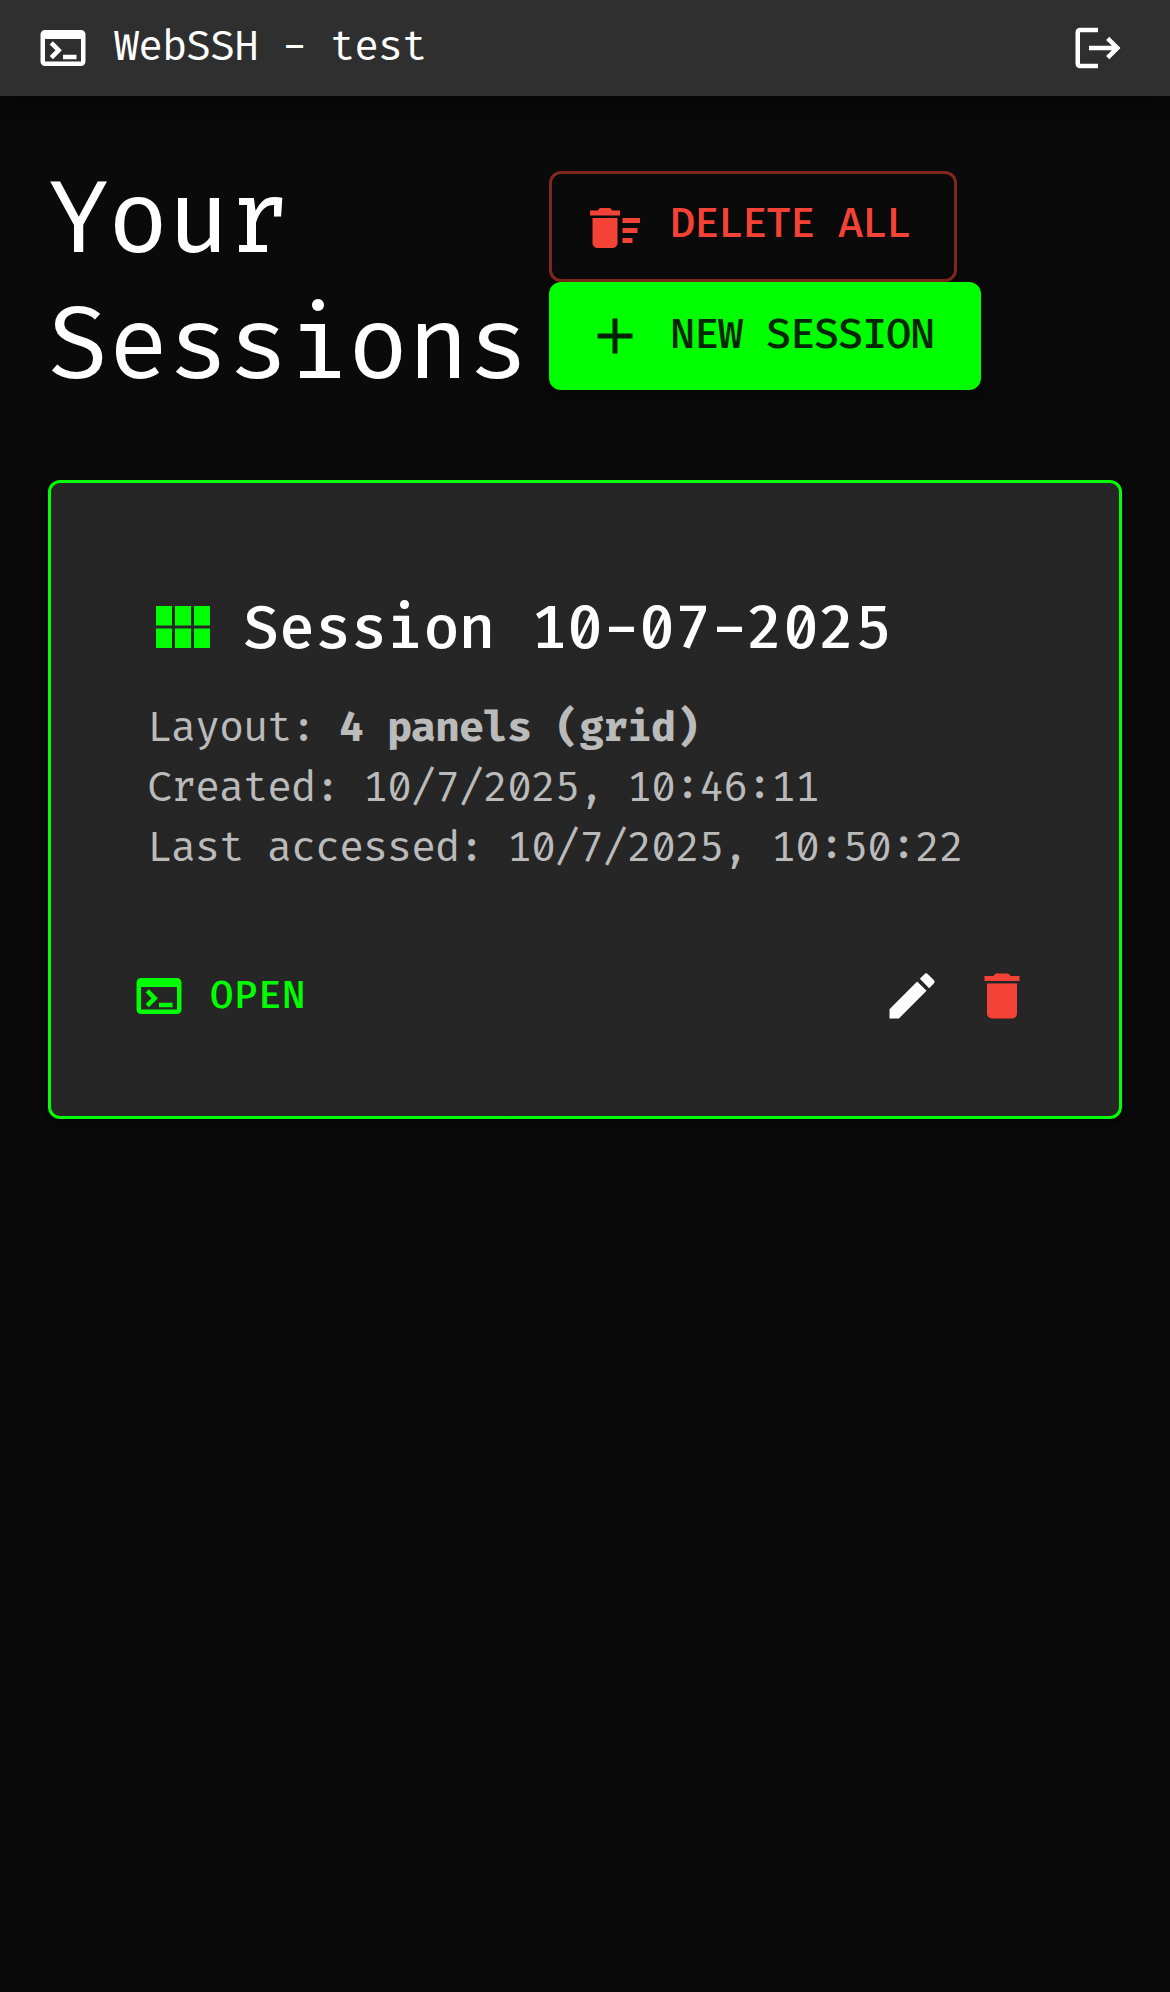 WebSSH - test
Your
Sessions
DELETE ALL
NEW SESSION
Session 10-07-2025
Layout: 4 panels (grid)
Created: 10/7/2025, 10:46:11
Last accessed: 10/7/2025, 10:50:22
OPEN